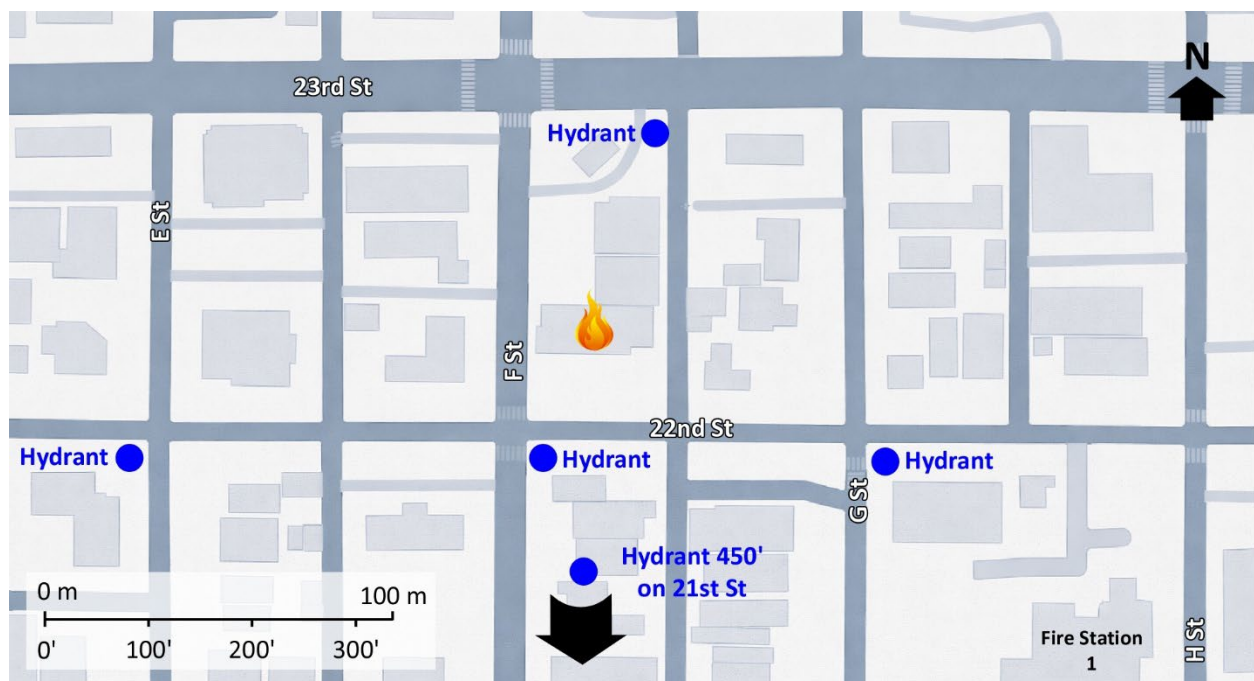 N
23rd St
Hydrant
E St
F St
22nd St
Hydrant
Hydrant
Hydrant
G St
Hydrant 450'
on 21st St
0 m 100 m
0' 100' 200' 300'
Fire Station
1
H St